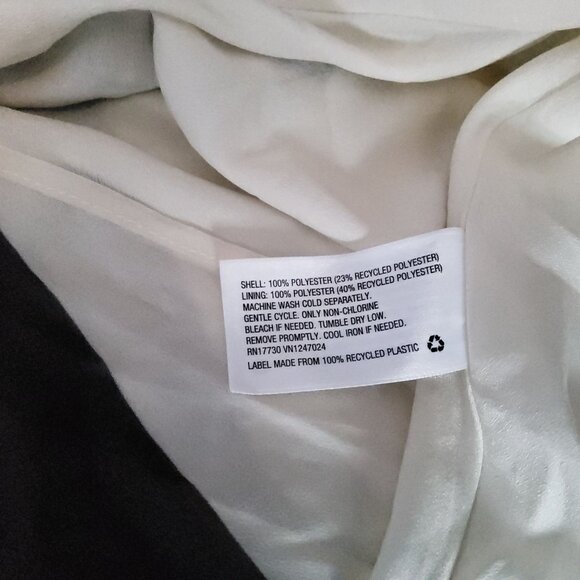 SHELL: 100% POLYESTER (23% RECYCLED POLYESTER)
LINING: 100% POLYESTER (40% RECYCLED POLYESTER)
MACHINE WASH COLD SEPARATELY.
GENTLE CYCLE. ONLY NON-CHLORINE
BLEACH IF NEEDED. TUMBLE DRY LOW.
REMOVE PROMPTLY. COOL IRON IF NEEDED.
RN17730 VN1247024
LABEL MADE FROM 100% RECYCLED PLASTIC